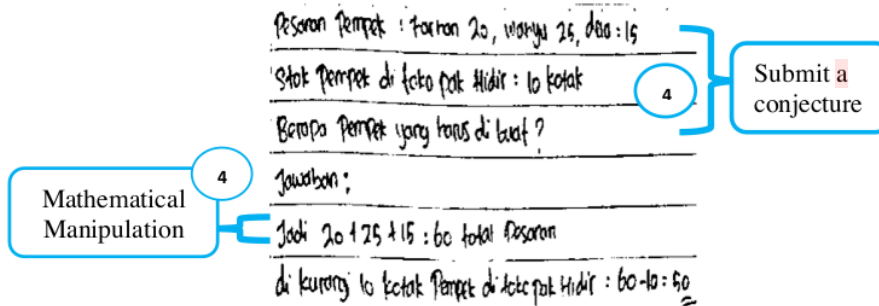 Pesanan Pempek : Farhan 20, wahyu 25, dea : 15
Stok Pempek di toko pak Hidir : 10 kotak
4
Submit a
conjecture
Berapa Pempek yang harus di buat ?
Jawaban :
4
Mathematical
Manipulation
Jadi 20 + 25 + 15 : 60 total Pesanan
di kurangi 10 kotak Pempek di toko pak Hidir : 60-10 = 50